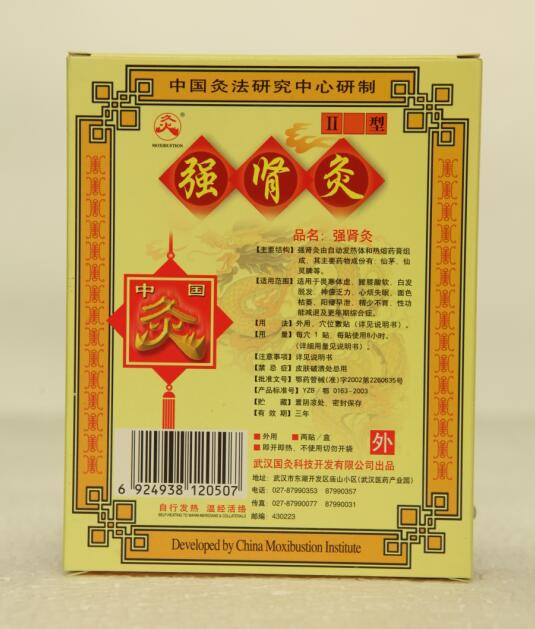 中国灸法研究中心研制
灸
®
MOXIBUSTION
II 型
强肾灸
品名：强肾灸
【主要结构】强肾灸由自动发热体和热熔药膏组
成，其主要药物成份有：仙茅、仙
灵脾等。
【适用范围】适用于畏寒体虚、腰膝酸软、白发
脱发、神疲乏力、心烦失眠、面色
枯萎、阳痿早泄、精少不育、性功
能减退及更年期综合症。
【用 法】外用，穴位敷贴（详见说明书）。
【用 量】每穴 1 贴，每贴使用8小时，
（详细用量见说明书）。
【注意事项】详见说明书
【禁 忌 症】皮肤破溃处忌用
【批准文号】鄂药管械(准)字2002第2260635号
【产品标准号】YZB／鄂 0163-2003
【贮 藏】置阴凉处、密封保存
【有 效 期】三年
中国
灸
■外用 ■两贴／盒
■即开即热，不使用切勿开袋
外
武汉国灸科技开发有限公司出品
地址：武汉市东湖开发区庙山小区(武汉医药产业园)
电话：027-87990353 87990357
传真：027-87990077 87990031
邮编：430223
6 924938 120507
自行发热 温经活络
SELF-HEATING TO WARM MERIDIANS & COLLATERALS
Developed by China Moxibustion Institute